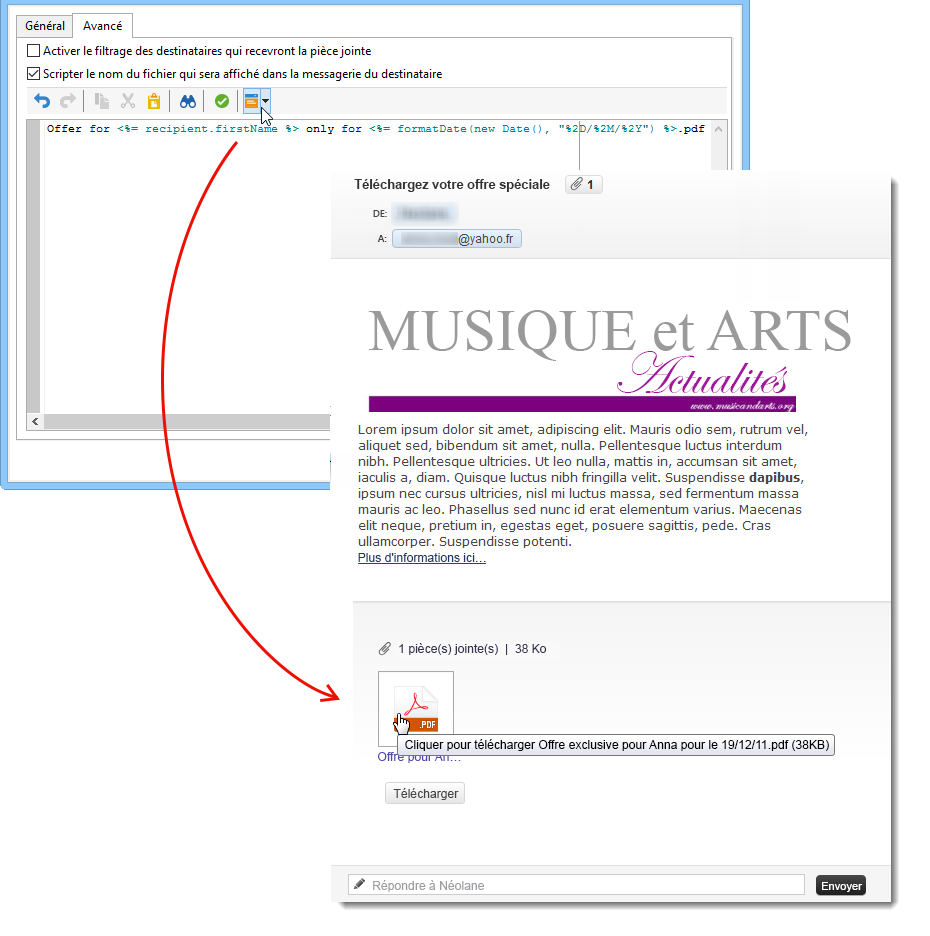 Général Avancé
Activer le filtrage des destinataires qui recevront la pièce jointe
Scripter le nom du fichier qui sera affiché dans la messagerie du destinataire
Offer for <%= recipient.firstName %> only for <%= formatDate(new Date(), "%2D/%2M/%2Y") %>.pdf
Téléchargez votre offre spéciale 1
DE:
A: @yahoo.fr
MUSIQUE et ARTS
Actualités
www.musicandarts.org
Lorem ipsum dolor sit amet, adipiscing elit. Mauris odio sem, rutrum vel,
aliquet sed, bibendum sit amet, nulla. Pellentesque luctus interdum
nibh. Pellentesque ultricies. Ut leo nulla, mattis in, accumsan sit amet,
iaculis a, diam. Quisque luctus nibh fringilla velit. Suspendisse dapibus,
ipsum nec cursus ultricies, nisl mi luctus massa, sed fermentum massa
mauris ac leo. Phasellus sed nunc id erat elementum varius. Maecenas
elit neque, pretium in, egestas eget, posuere sagittis, pede. Cras
ullamcorper. Suspendisse potenti.
Plus d'informations ici...
1 pièce(s) jointe(s) | 38 Ko
.PDF
Cliquer pour télécharger Offre exclusive pour Anna pour le 19/12/11.pdf (38KB)
Offre pour An...
Télécharger
Répondre à Néolane Envoyer